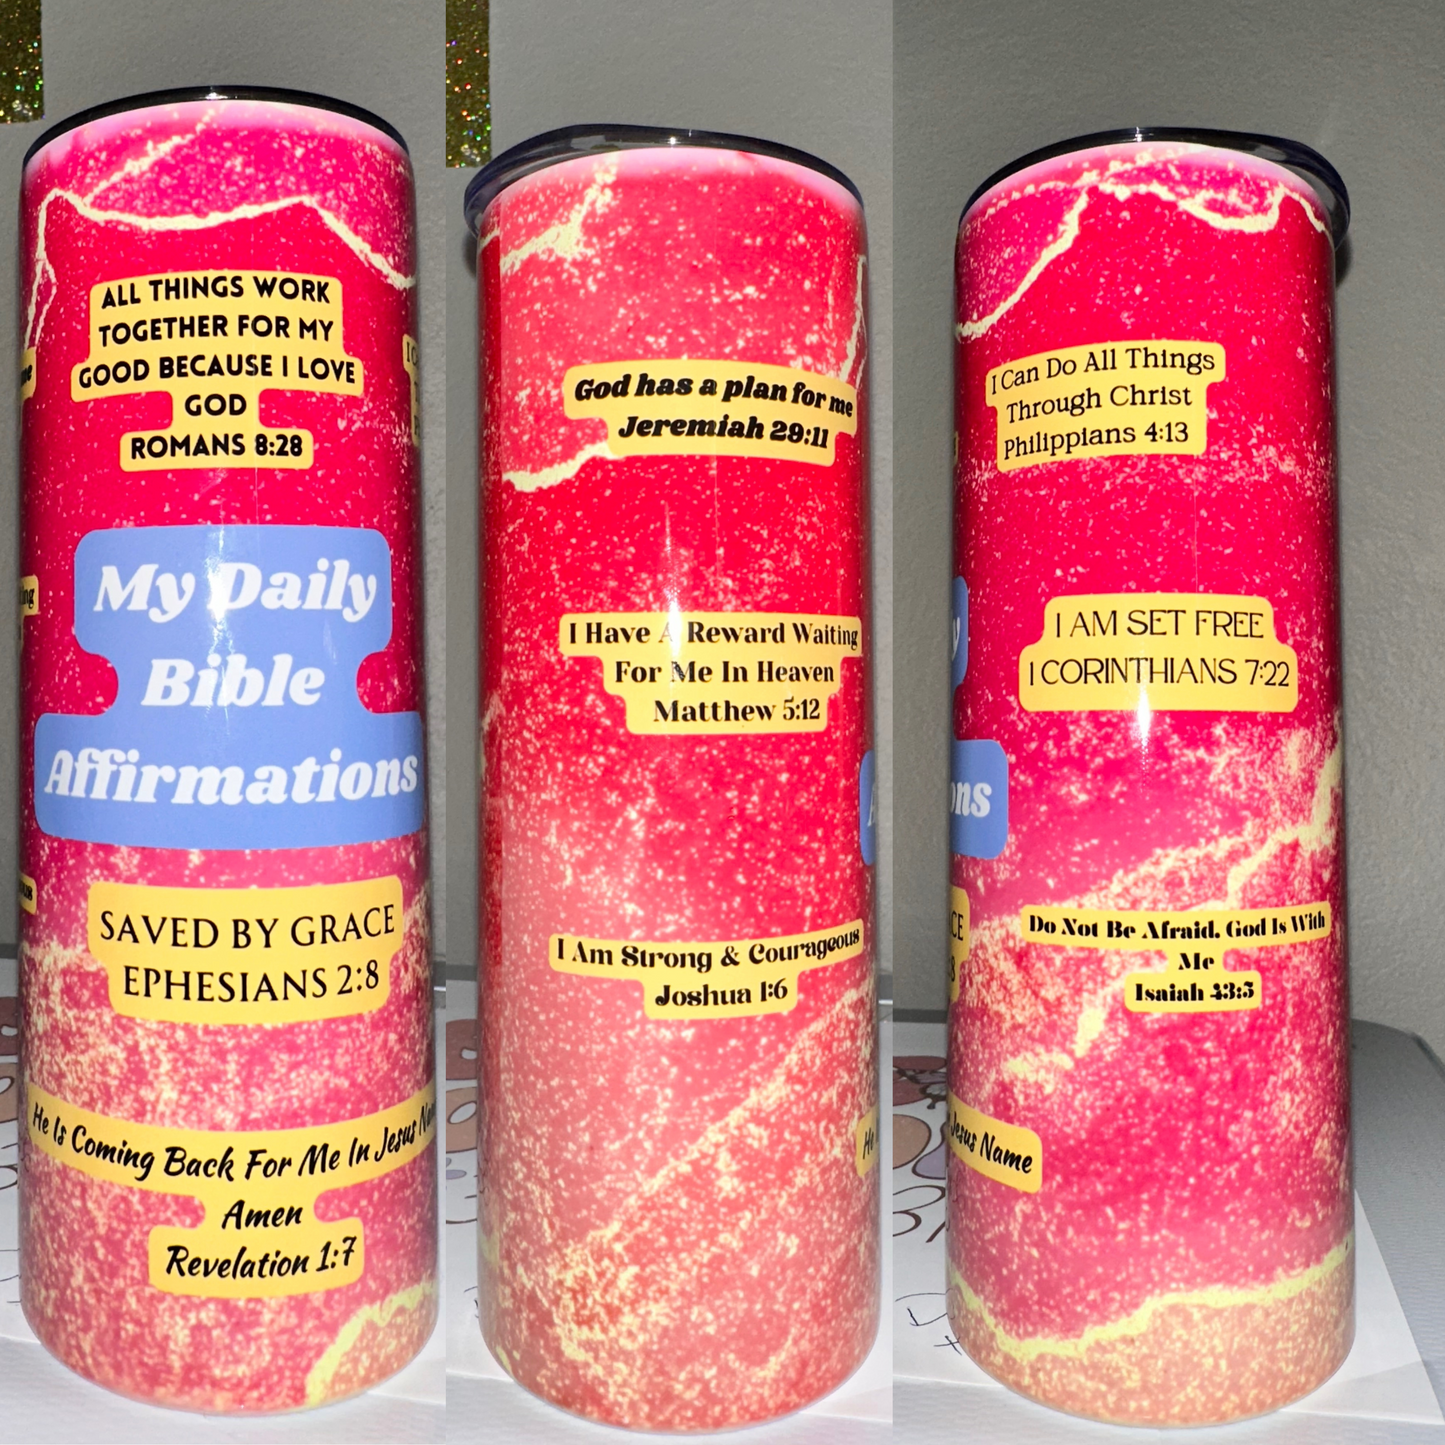 ALL THINGS WORK
TOGETHER FOR MY
GOOD BECAUSE I LOVE
GOD
ROMANS 8:28
My Daily
Bible
Affirmations
SAVED BY GRACE
EPHESIANS 2:8
He Is Coming Back For Me In Jesus Name
Amen
Revelation 1:7
God has a plan for me
Jeremiah 29:11
I Have A Reward Waiting
For Me In Heaven
Matthew 5:12
I Am Strong & Courageous
Joshua 1:6
I Can Do All Things
Through Christ
Philippians 4:13
I AM SET FREE
1 CORINTHIANS 7:22
Do Not Be Afraid, God Is With
Me
Isaiah 43:5
Jesus Name